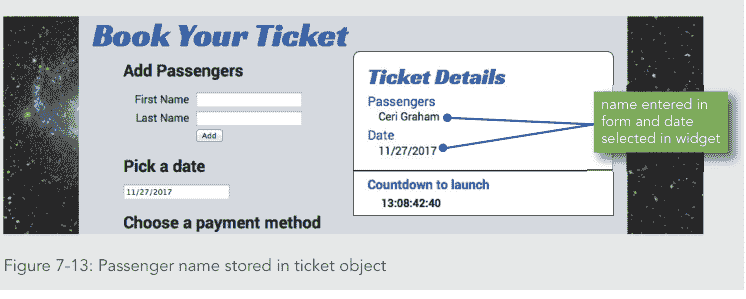 Book Your Ticket
Add Passengers
First Name
Last Name
Add
Pick a date
11/27/2017
Choose a payment method
Ticket Details
Passengers
Ceri Graham
Date
11/27/2017
Countdown to launch
13:08:42:40
name entered in
form and date
selected in widget
Figure 7-13: Passenger name stored in ticket object